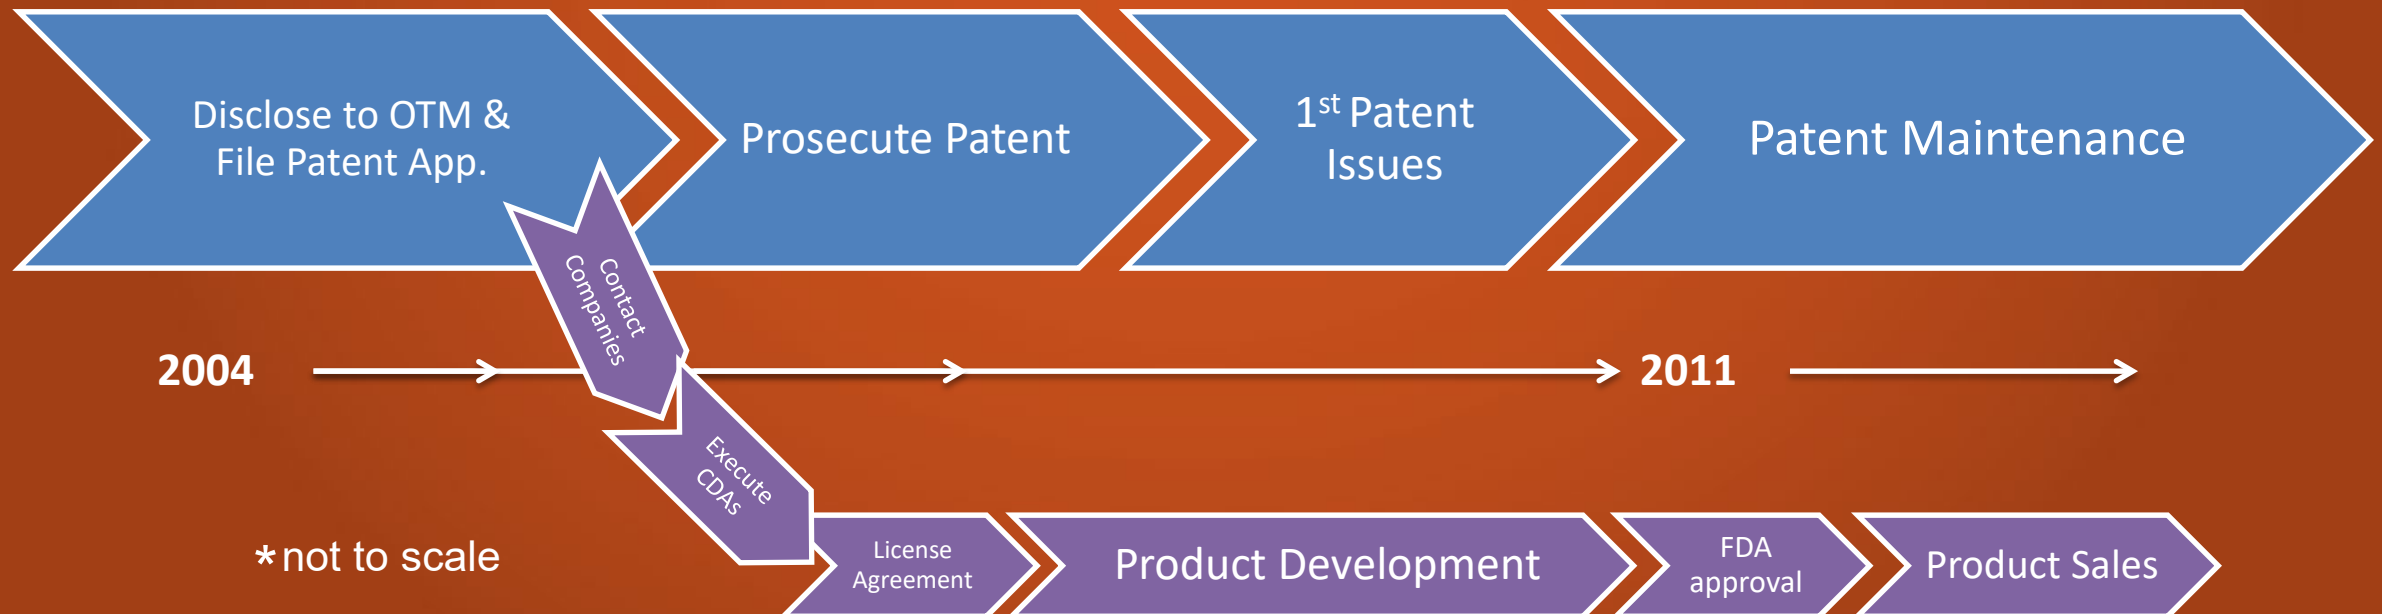 Disclose to OTM &
File Patent App.
Prosecute Patent
1st Patent
Issues
Patent Maintenance
Contact
Companies
2004
2011
Execute
CDAs
*not to scale
License
Agreement
Product Development
FDA
approval
Product Sales